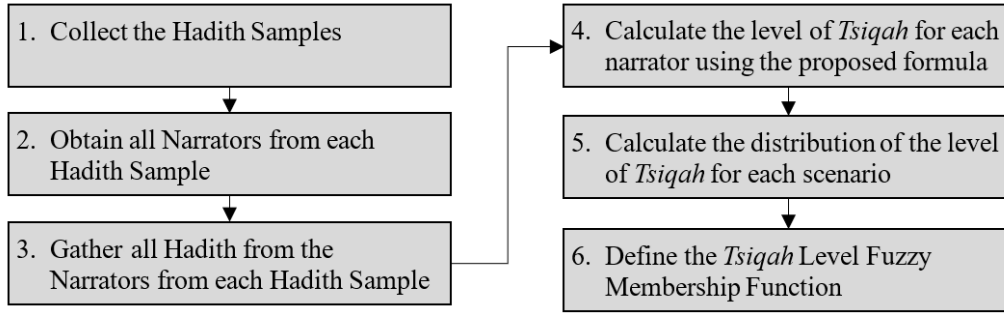 1. Collect the Hadith Samples
2. Obtain all Narrators from each
Hadith Sample
3. Gather all Hadith from the
Narrators from each Hadith Sample
4. Calculate the level of Tsiqah for each
narrator using the proposed formula
5. Calculate the distribution of the level
of Tsiqah for each scenario
6. Define the Tsiqah Level Fuzzy
Membership Function